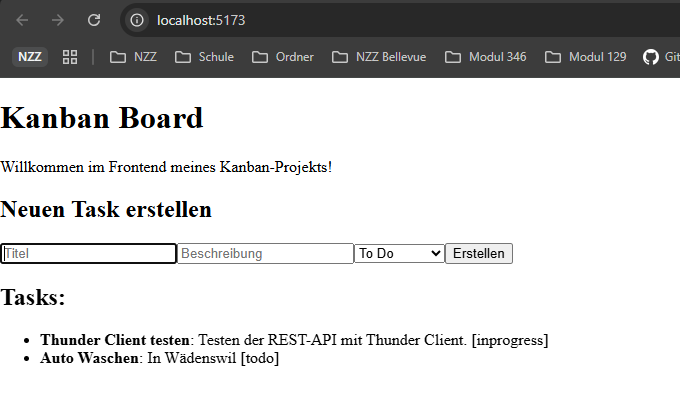 localhost:5173
NZZ NZZ Schule Ordner NZZ Bellevue Modul 346 Modul 129 Git
Kanban Board
Willkommen im Frontend meines Kanban-Projekts!
Neuen Task erstellen
Titel Beschreibung To Do Erstellen
Tasks:
• Thunder Client testen: Testen der REST-API mit Thunder Client. [inprogress]
• Auto Waschen: In Wädenswil [todo]